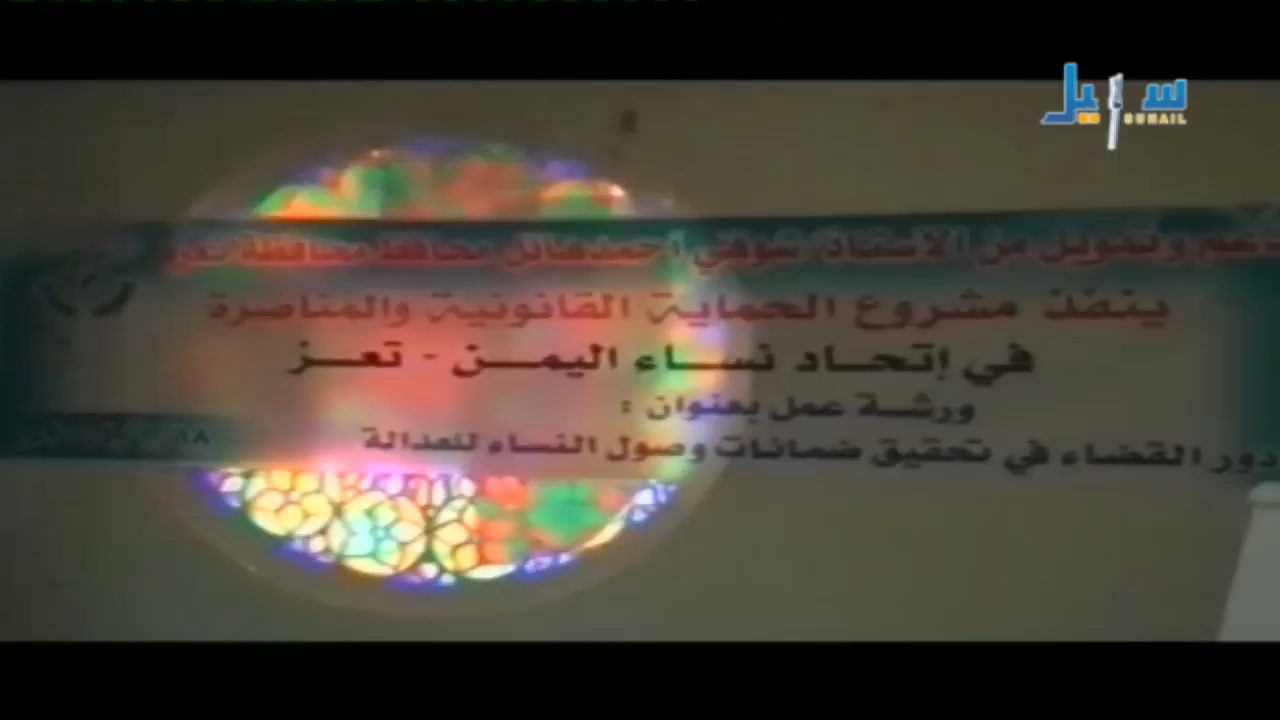 سهيل
SUHAIL
بدعم وتمويل من الاستاذ/ شوقي أحمد هائل محافظ محافظة تعز
ينفذ مشروع الحماية القانونية والمناصرة
في إتحاد نساء اليمن - تعز
ورشة عمل بعنوان :
دور القضاء في تحقيق ضمانات وصول النساء للعدالة